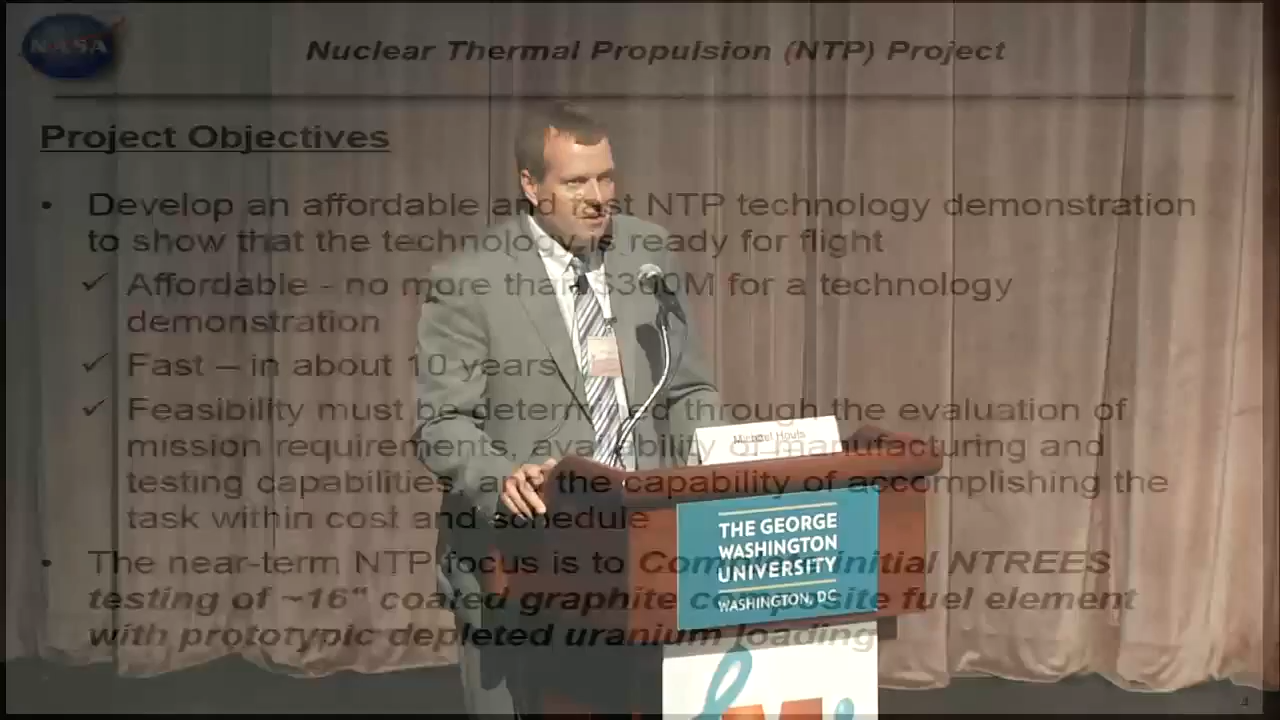 NASA
Nuclear Thermal Propulsion (NTP) Project
Project Objectives
• Develop an affordable and fast NTP technology demonstration
to show that the technology is ready for flight
✓ Affordable - no more than $300M for a technology
demonstration
✓ Fast – in about 10 years
✓ Feasibility must be determined through the evaluation of
mission requirements, availability of manufacturing and
testing capabilities, and the capability of accomplishing the
task within cost and schedule
• The near-term NTP focus is to Complete initial NTREES
testing of ~16" coated graphite composite fuel element
with prototypic depleted uranium loading
4
Michael Houts
THE GEORGE
WASHINGTON
UNIVERSITY
WASHINGTON, DC